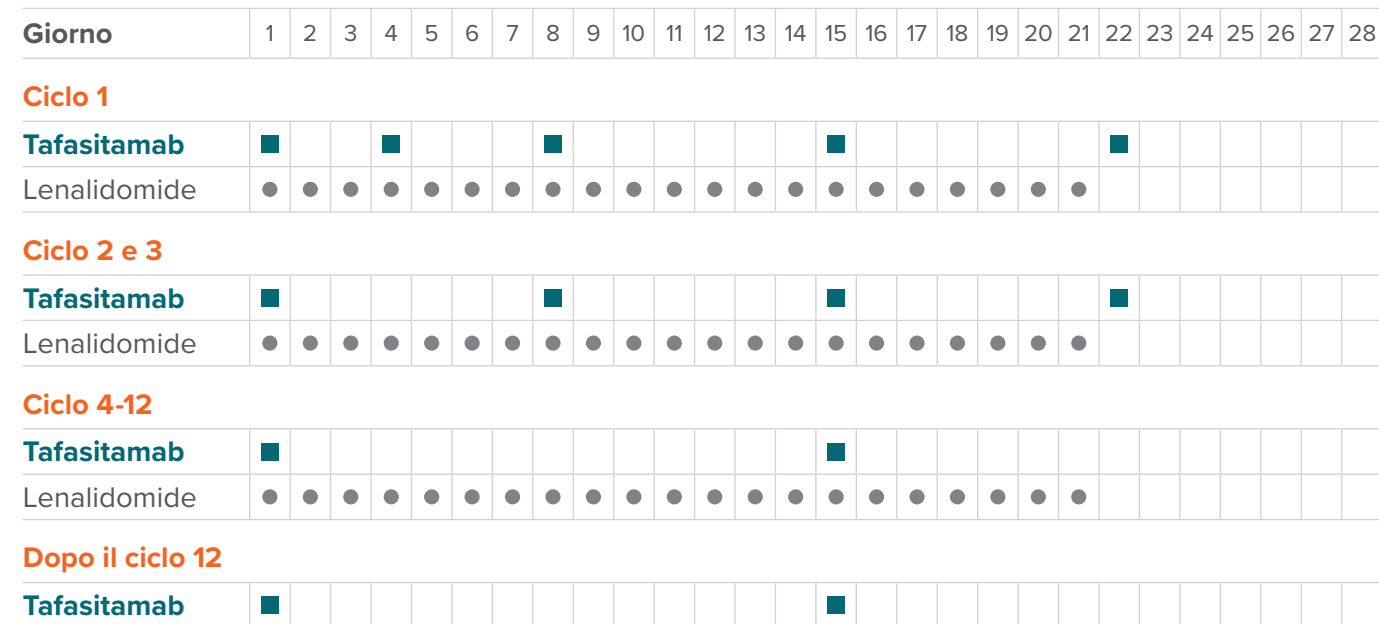 Giorno 1 2 3 4 5 6 7 8 9 10 11 12 13 14 15 16 17 18 19 20 21 22 23 24 25 26 27 28
Ciclo 1
Tafasitamab
Lenalidomide
Ciclo 2 e 3
Tafasitamab
Lenalidomide
Ciclo 4-12
Tafasitamab
Lenalidomide
Dopo il ciclo 12
Tafasitamab